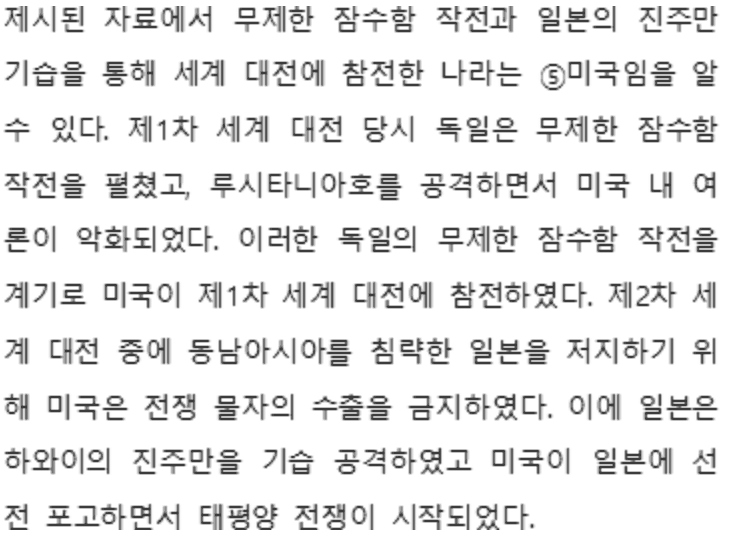 제시된 자료에서 무제한 잠수함 작전과 일본의 진주만
기습을 통해 세계 대전에 참전한 나라는 ⑤미국임을 알
수 있다. 제1차 세계 대전 당시 독일은 무제한 잠수함
작전을 펼쳤고, 루시타니아호를 공격하면서 미국 내 여
론이 악화되었다. 이러한 독일의 무제한 잠수함 작전을
계기로 미국이 제1차 세계 대전에 참전하였다. 제2차 세
계 대전 중에 동남아시아를 침략한 일본을 저지하기 위
해 미국은 전쟁 물자의 수출을 금지하였다. 이에 일본은
하와이의 진주만을 기습 공격하였고 미국이 일본에 선
전 포고하면서 태평양 전쟁이 시작되었다.